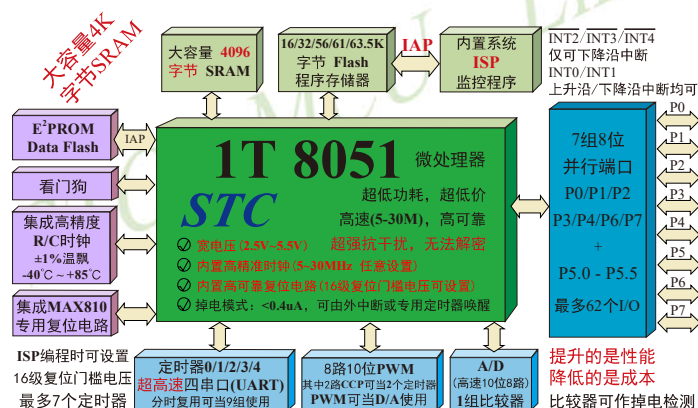 大容量4K
字节SRAM
大容量 4096
字节 SRAM
16/32/56/61/63.5K
字节 Flash
程序存储器
IAP
内置系统
ISP
监控程序
INT2/INT3/INT4
仅可下降沿中断
INT0/INT1
上升沿/下降沿中断均可
E²PROM
Data Flash
IAP
看门狗
集成高精度
R/C时钟
±1%温飘
-40℃~+85℃
集成MAX810
专用复位电路
1T 8051 微处理器
STC
超低功耗，超低价
高速(5-30M)，高可靠
宽电压(2.5V~5.5V)
超强抗干扰，无法解密
内置高精准时钟(5~30MHz 任意设置)
内置高可靠复位电路(16级复位门槛电压可设置)
掉电模式：<0.4uA，可由外中断或专用定时器唤醒
7组8位
并行端口
P0/P1/P2
P3/P4/P6/P7
+
P5.0 - P5.5
最多62个I/O
P0
P1
P2
P3
P4
P5
P6
P7
ISP编程时可设置
16级复位门槛电压
最多7个定时器
定时器0/1/2/3/4
超高速四串口(UART)
分时复用可当9组使用
8路10位PWM
其中2路CCP可当2个定时器
PWM可当D/A使用
A/D
(高速10位8路)
1组比较器
提升的是性能
降低的是成本
比较器可作掉电检测